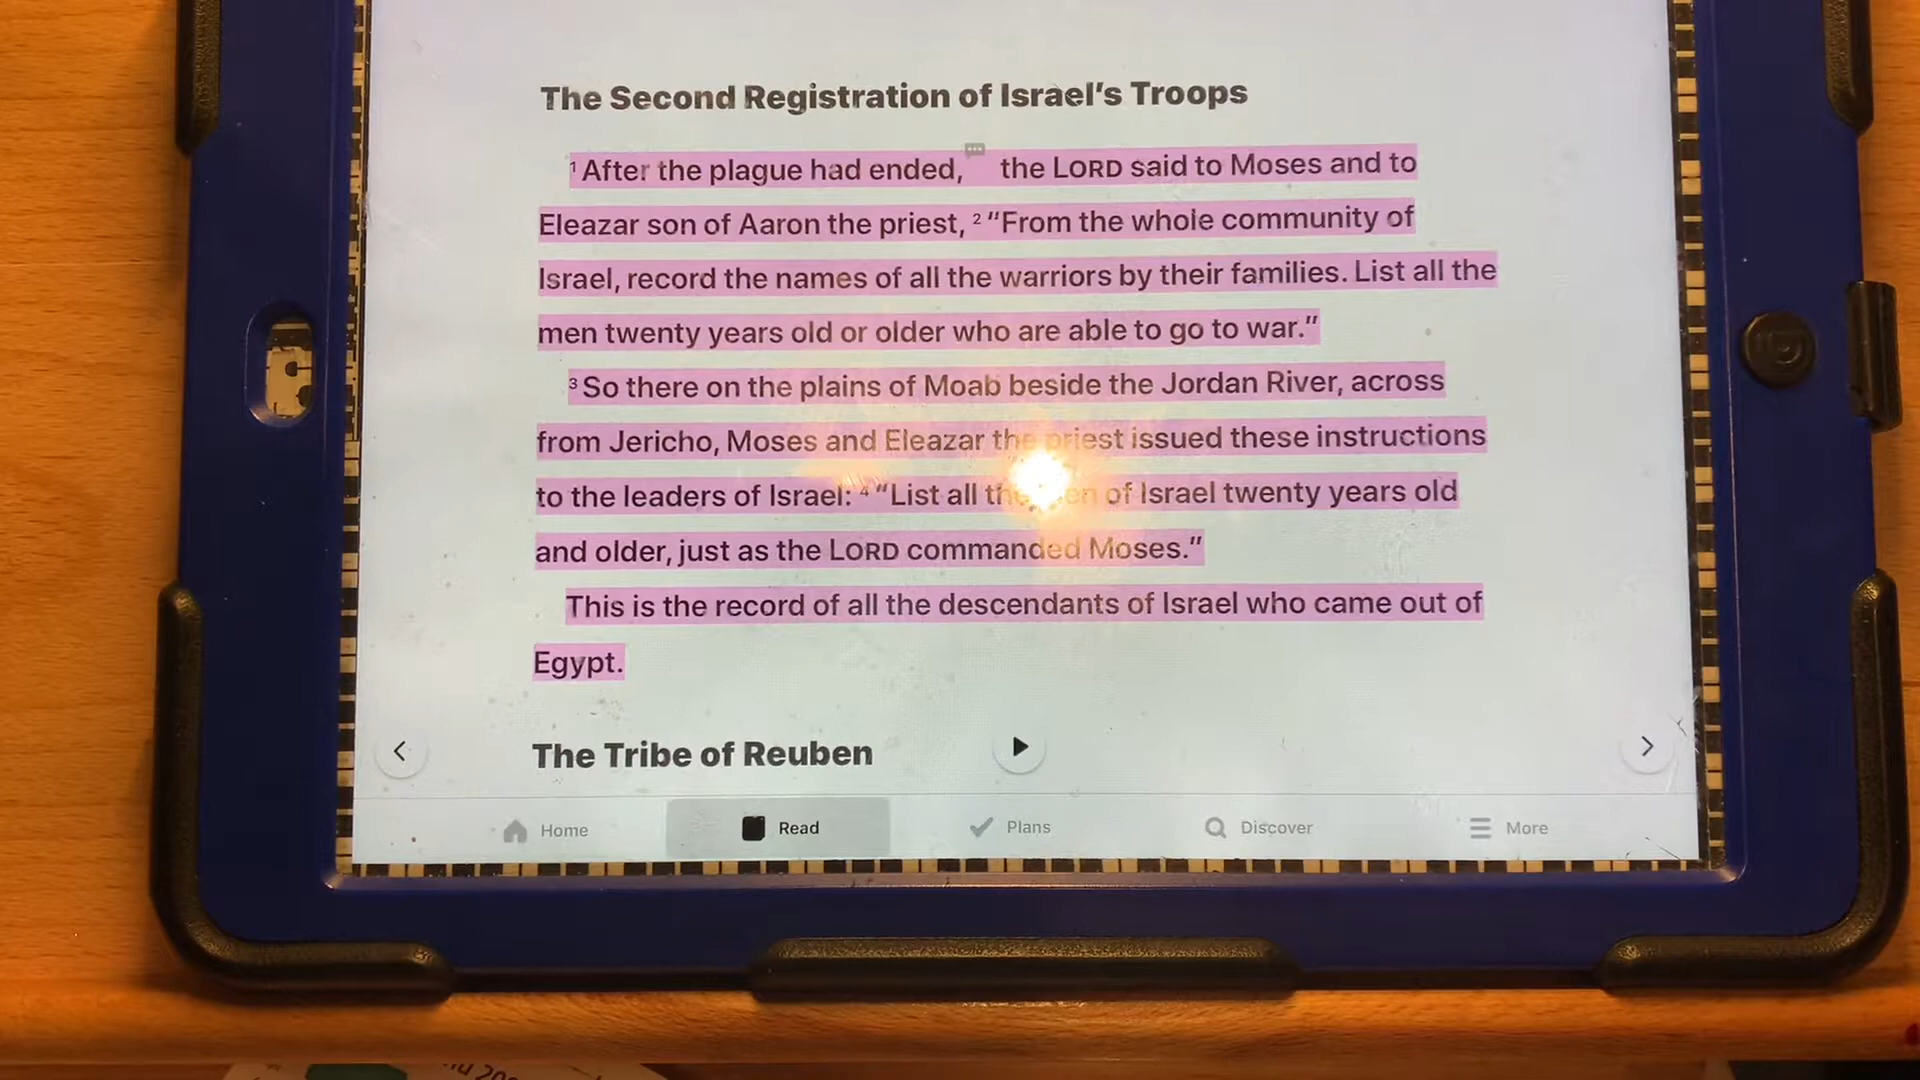 The Second Registration of Israel's Troops
1 After the plague had ended, the LORD said to Moses and to
Eleazar son of Aaron the priest, 2 "From the whole community of
Israel, record the names of all the warriors by their families. List all the
men twenty years old or older who are able to go to war."
3 So there on the plains of Moab beside the Jordan River, across
from Jericho, Moses and Eleazar the priest issued these instructions
to the leaders of Israel: 4 "List all the men of Israel twenty years old
and older, just as the LORD commanded Moses."
This is the record of all the descendants of Israel who came out of
Egypt.
The Tribe of Reuben
Home Read Plans Discover More